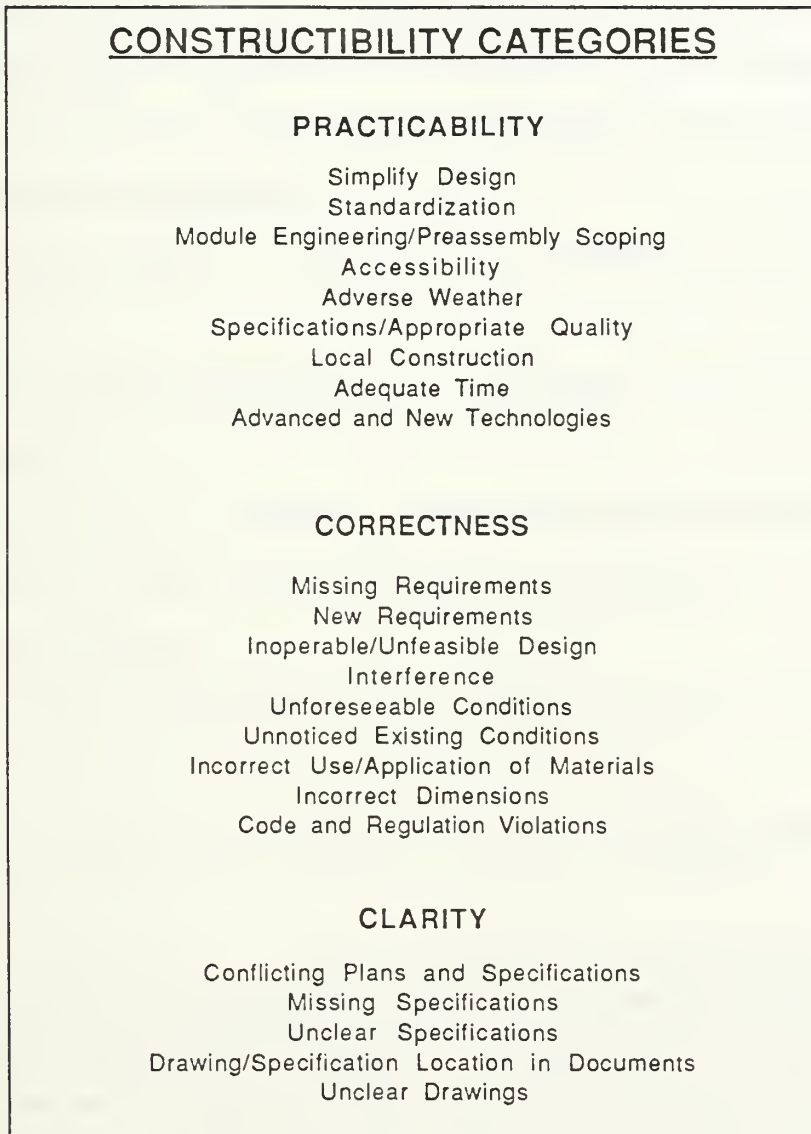 CONSTRUCTIBILITY CATEGORIES
PRACTICABILITY
Simplify Design
Standardization
Module Engineering/Preassembly Scoping
Accessibility
Adverse Weather
Specifications/Appropriate Quality
Local Construction
Adequate Time
Advanced and New Technologies
CORRECTNESS
Missing Requirements
New Requirements
Inoperable/Unfeasible Design
Interference
Unforeseeable Conditions
Unnoticed Existing Conditions
Incorrect Use/Application of Materials
Incorrect Dimensions
Code and Regulation Violations
CLARITY
Conflicting Plans and Specifications
Missing Specifications
Unclear Specifications
Drawing/Specification Location in Documents
Unclear Drawings